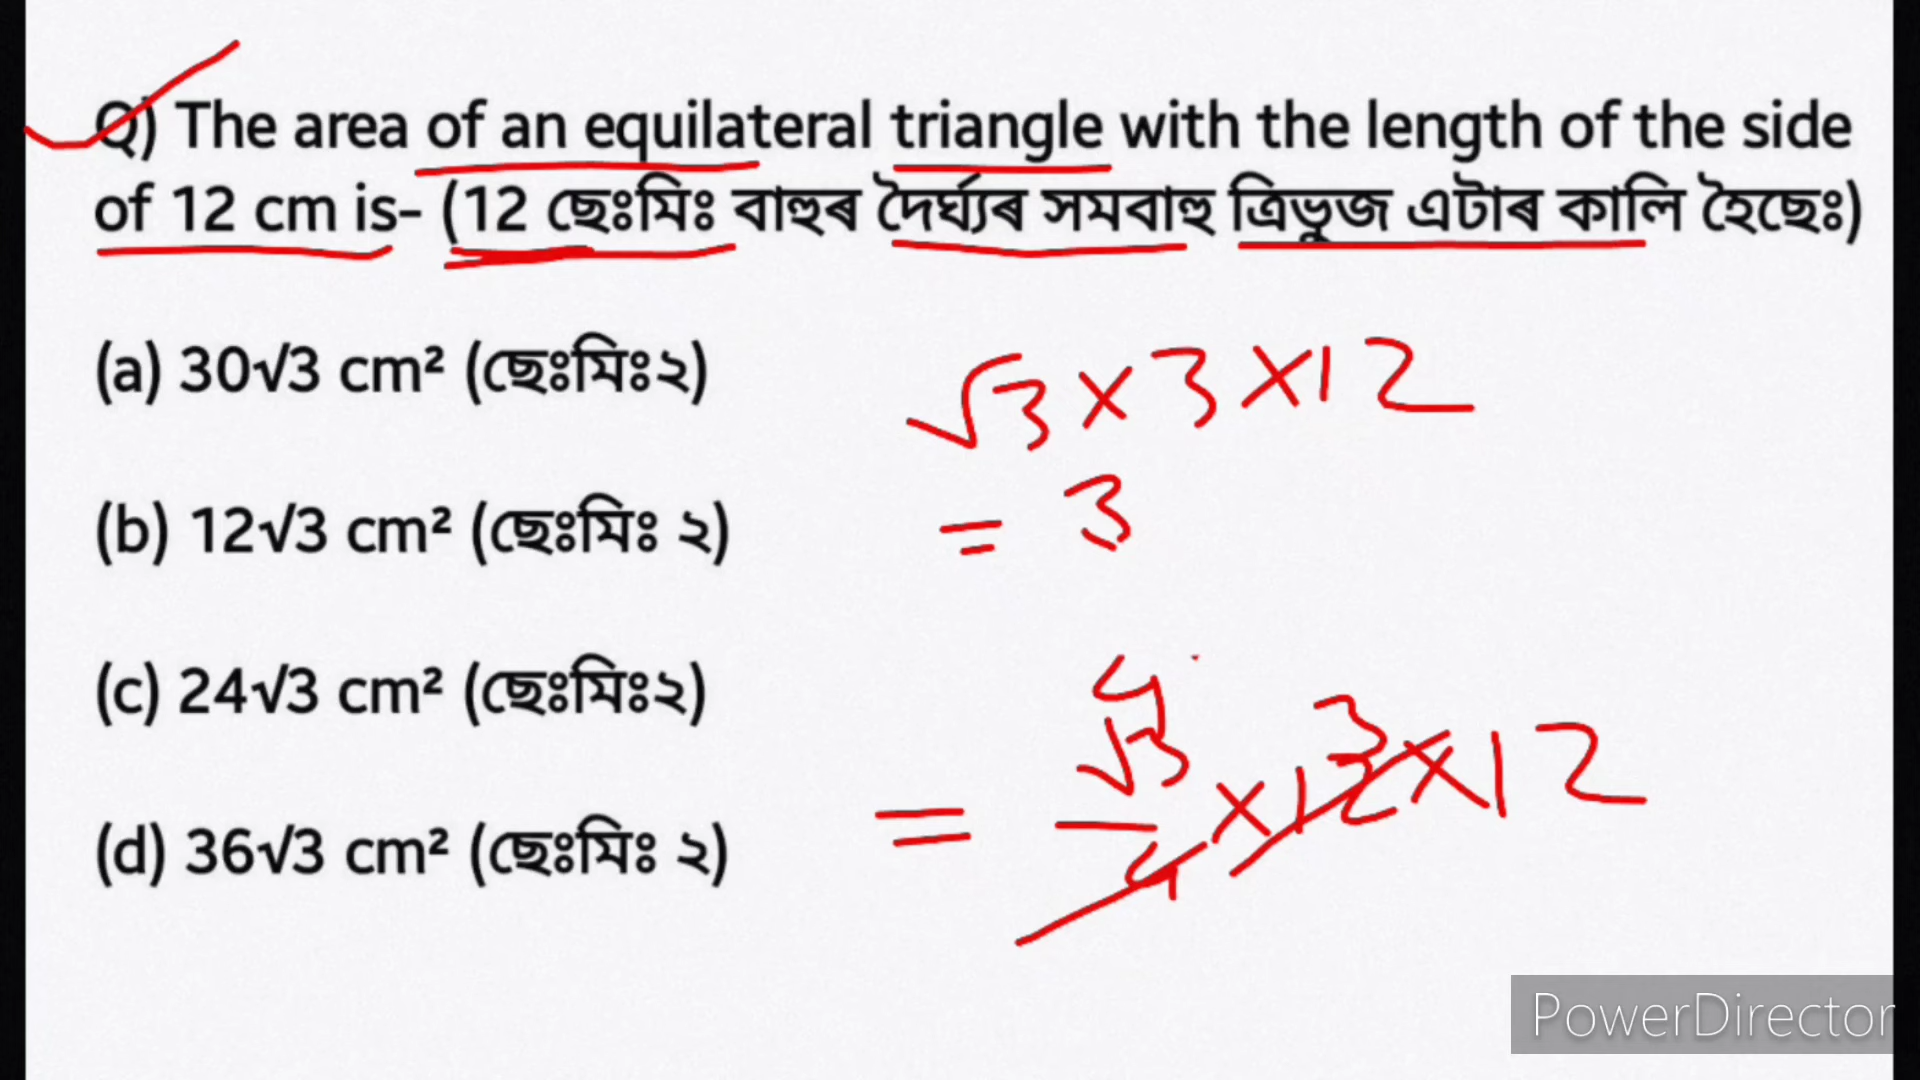 Q) The area of an equilateral triangle with the length of the side
of 12 cm is- (12 ছেঃমিঃ বাহুৰ দৈৰ্ঘ্যৰ সমবাহু ত্ৰিভূজ এটাৰ কালি হৈছেঃ)
(a) 30√3 cm² (ছেঃমিঃ২)
√3 × 3 × 12
(b) 12√3 cm² (ছেঃমিঃ ২)
= 3
(c) 24√3 cm² (ছেঃমিঃ২)
= √3/4 × 12 × 12
3
(d) 36√3 cm² (ছেঃমিঃ ২)
PowerDirector